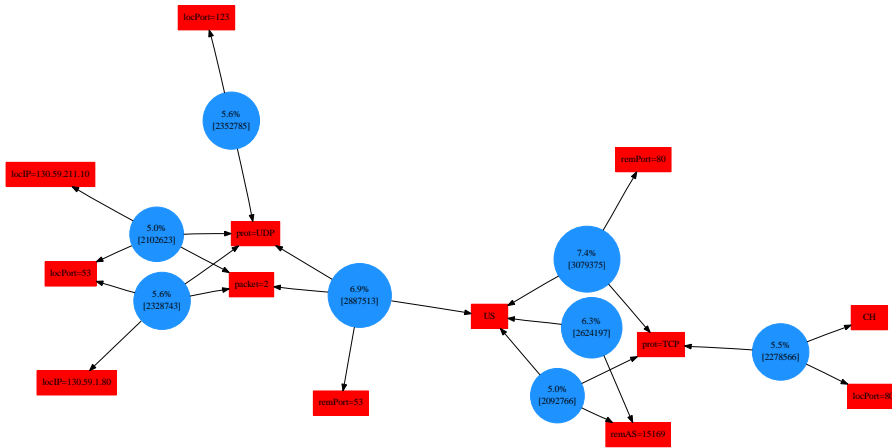 locPort=123
5.6%
[2352785]
remPort=80
locIP=130.59.211.10
5.0%
[2102623]
prot=UDP
7.4%
[3079375]
locPort=53
packet=2
5.6%
[2328743]
6.9%
[2887513]
US
6.3%
[2624197]
CH
prot=TCP
5.5%
[2278566]
locIP=130.59.1.80
5.0%
[2092766]
remPort=53
locPort=80
remAS=15169